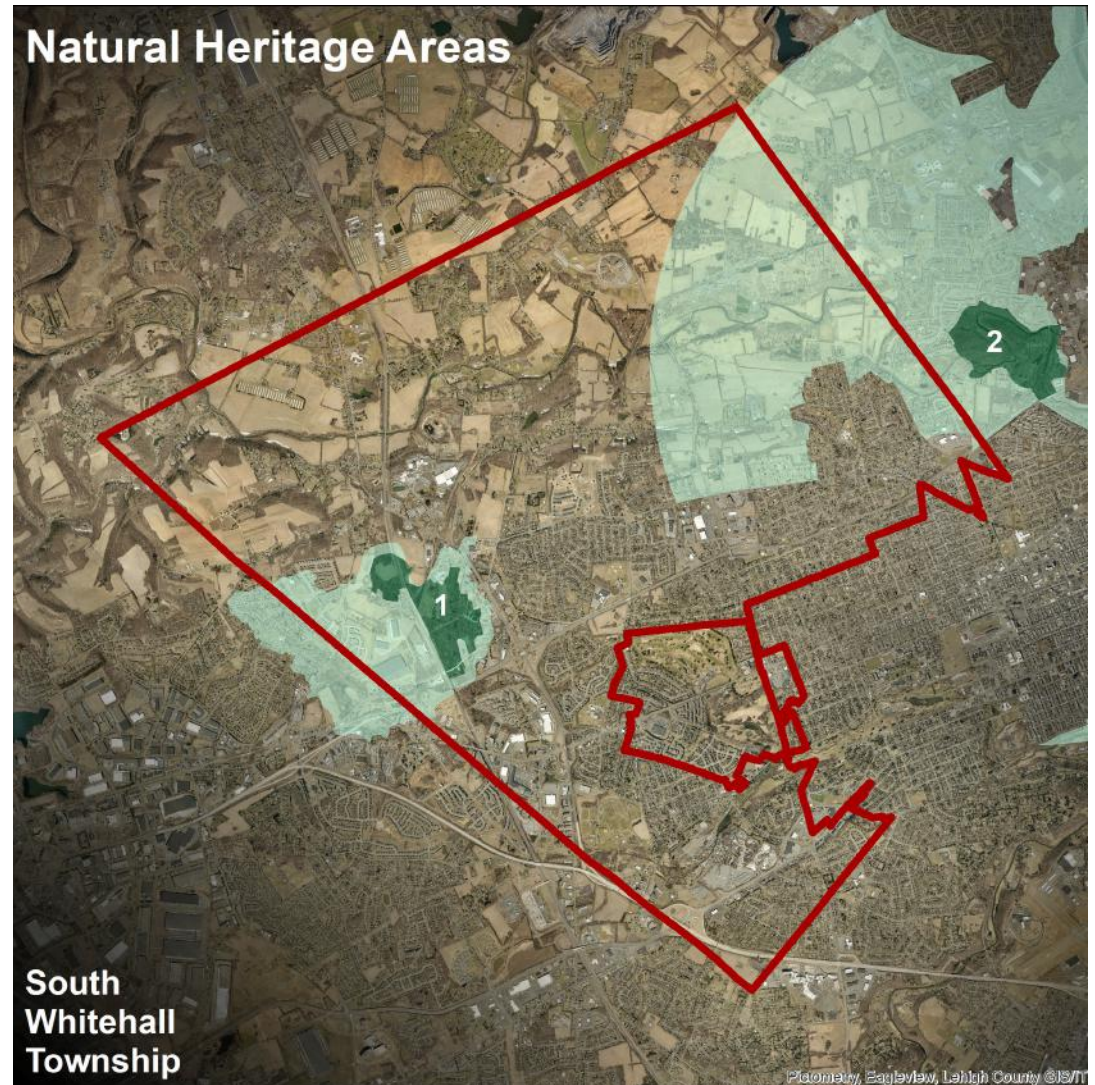 Natural Heritage Areas
2
1
South
Whitehall
Township
Pictometry, Eagleview, Lehigh County GIS/IT